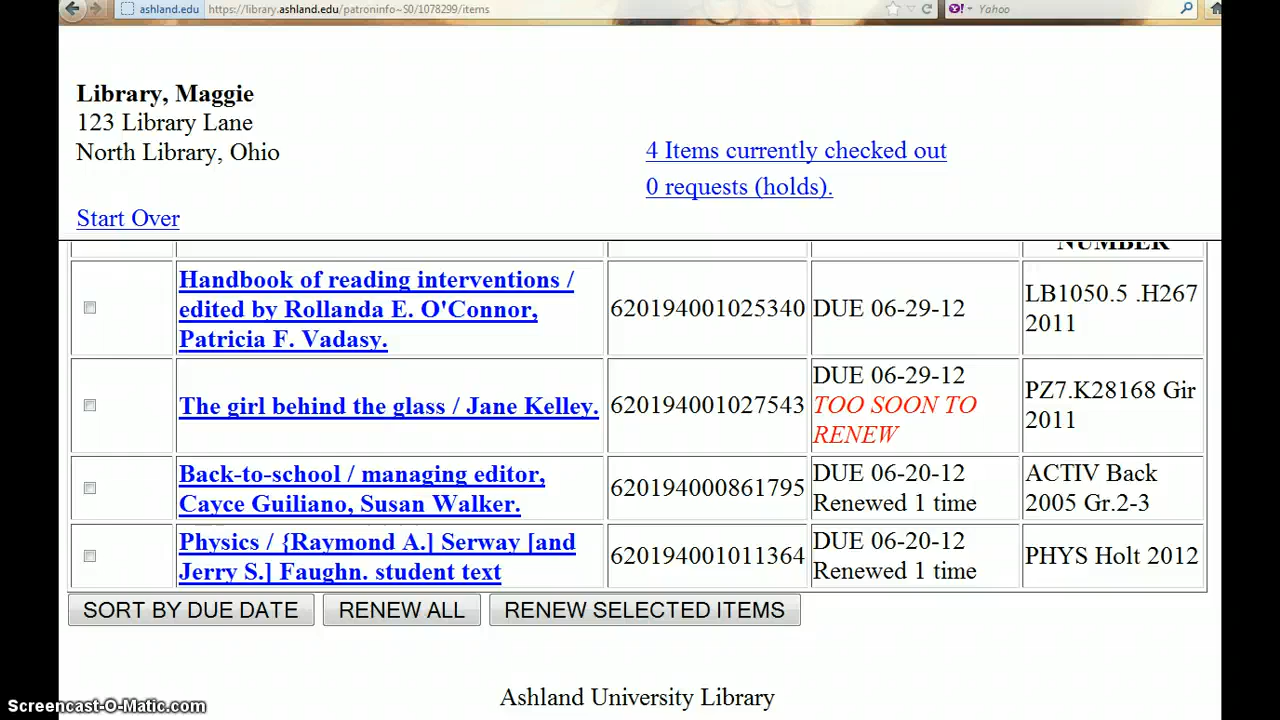 ashland.edu https://library.ashland.edu/patroninfo~S0/1078299/items Yahoo
Library, Maggie
123 Library Lane
North Library, Ohio
4 Items currently checked out
0 requests (holds).
Start Over
NUMBER
Handbook of reading interventions /
edited by Rollanda E. O'Connor,
Patricia F. Vadasy.
620194001025340
DUE 06-29-12
LB1050.5 .H267
2011
The girl behind the glass / Jane Kelley.
620194001027543
DUE 06-29-12
TOO SOON TO
RENEW
PZ7.K28168 Gir
2011
Back-to-school / managing editor,
Cayce Guiliano, Susan Walker.
620194000861795
DUE 06-20-12
Renewed 1 time
ACTIV Back
2005 Gr.2-3
Physics / {Raymond A.] Serway [and
Jerry S.] Faughn. student text
620194001011364
DUE 06-20-12
Renewed 1 time
PHYS Holt 2012
SORT BY DUE DATE RENEW ALL RENEW SELECTED ITEMS
Ashland University Library
Screencast-O-Matic.com